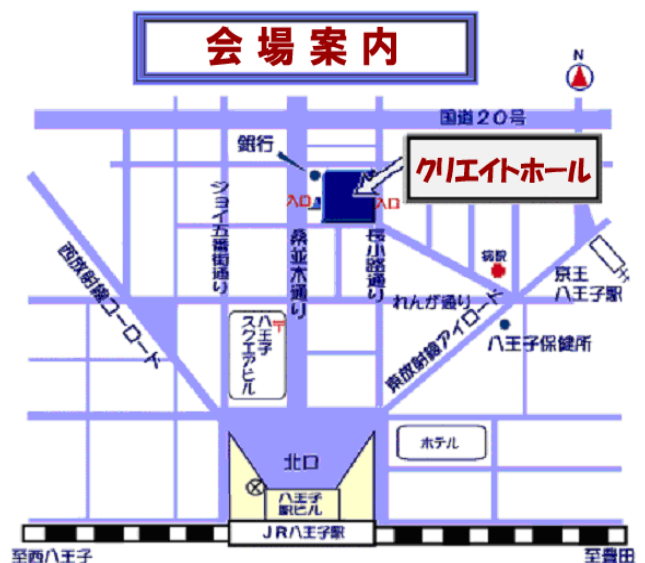 会場案内
N
国道20号
銀行
クリエイトホール
入口
入口
ジョイ五番街通り
桑並木通り
長小路通り
西放射線ユーロード
病院
京王
八王子駅
れんが通り
東放射線アイロード
八王子保健所
八王子
スクエアビル
〒
ホテル
北口
八王子
駅ビル
JR八王子駅
至西八王子
至豊田